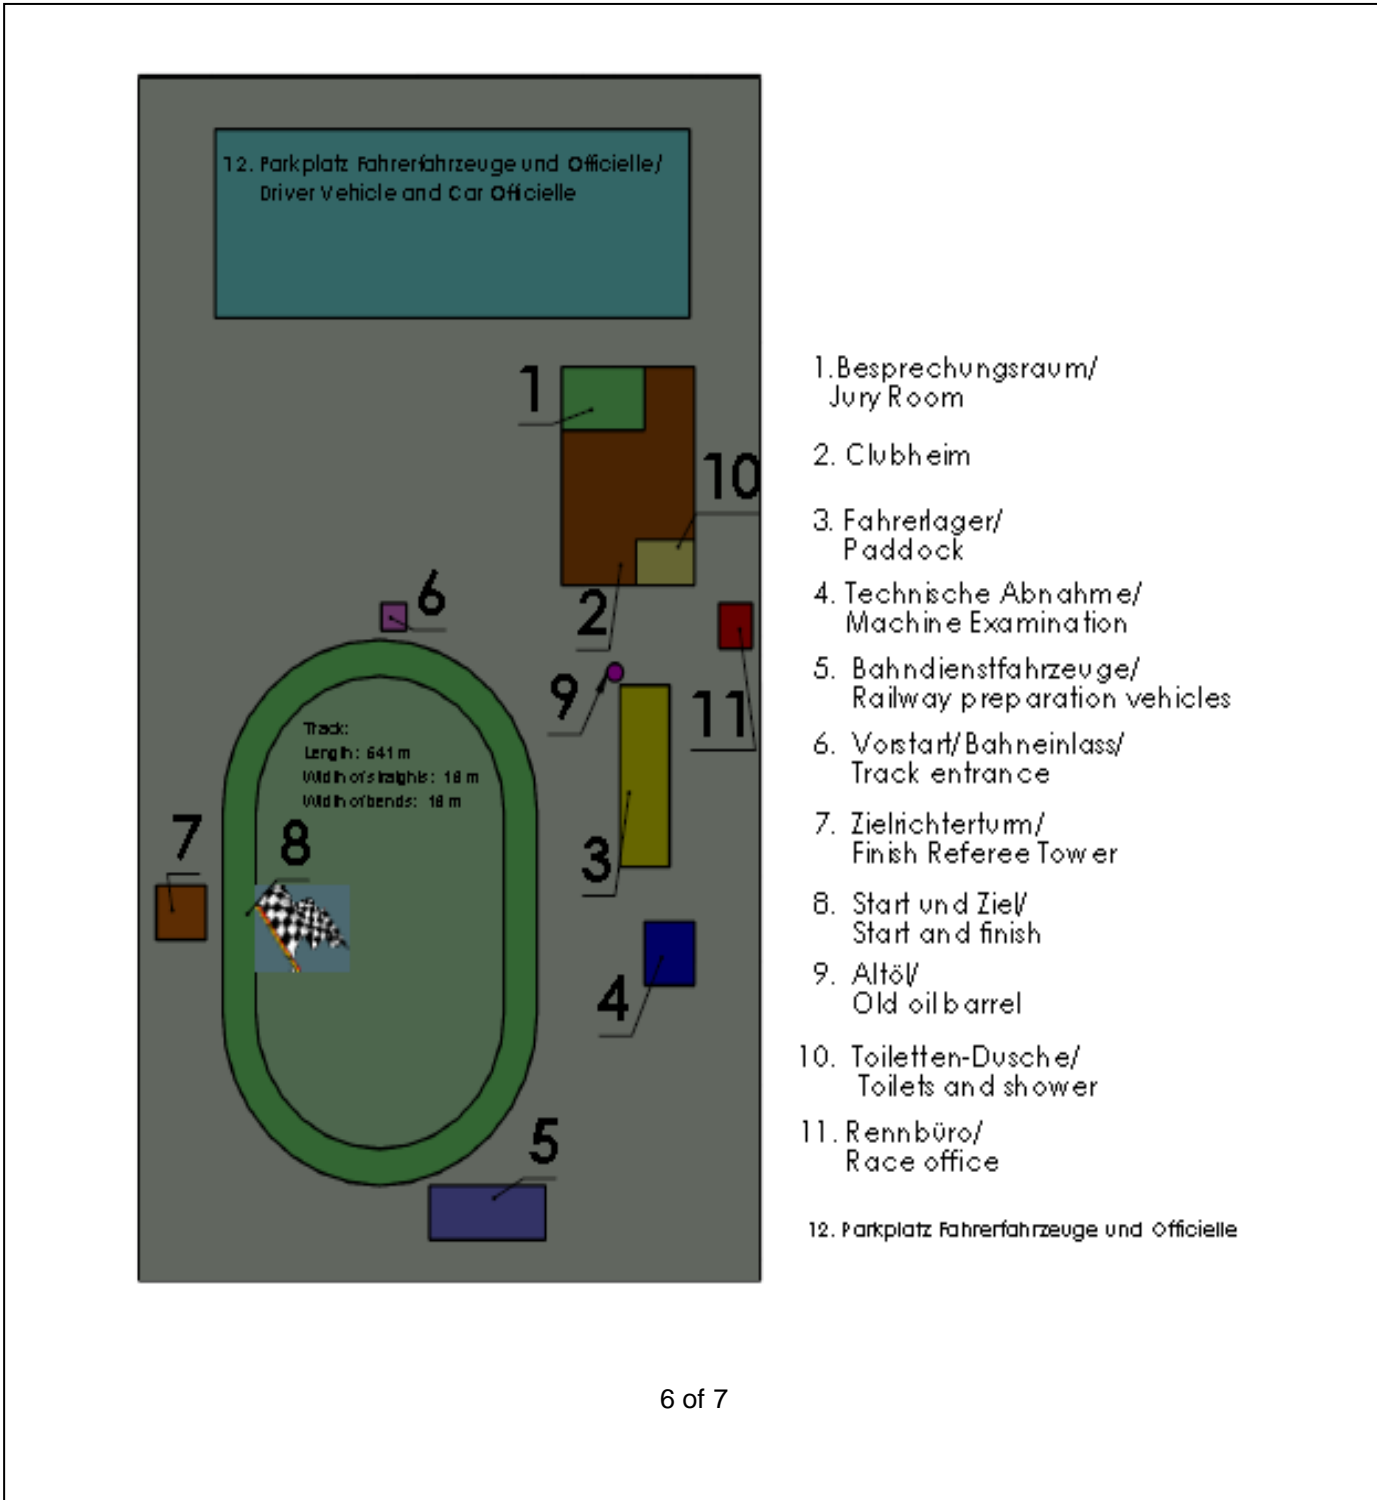 12. Parkplatz Fahrerfahrzeuge und Officielle/
Driver Vehicle and Car Officielle
1
10
6
2
9
11
Track:
Length: 641 m
Width of straights: 16 m
Width of bends: 16 m
7
8
3
4
5
1.Besprechungsraum/
Jury Room
2. Clubheim
3. Fahrerlager/
Paddock
4. Technische Abnahme/
Machine Examination
5. Bahndienstfahrzeuge/
Railway preparation vehicles
6. Vorstart/Bahneinlass/
Track entrance
7. Zielrichterturm/
Finish Referee Tower
8. Start und Ziel/
Start and finish
9. Altöl/
Old oil barrel
10. Toiletten-Dusche/
Toilets and shower
11. Rennbüro/
Race office
12. Parkplatz Fahrerfahrzeuge und Officielle
6 of 7